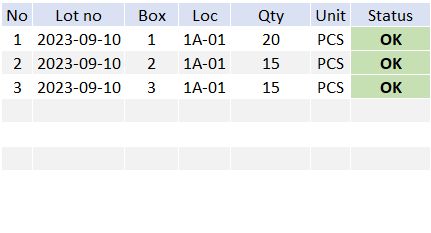 No Lot no Box Loc Qty Unit Status
1 2023-09-10 1 1A-01 20 PCS OK
2 2023-09-10 2 1A-01 15 PCS OK
3 2023-09-10 3 1A-01 15 PCS OK